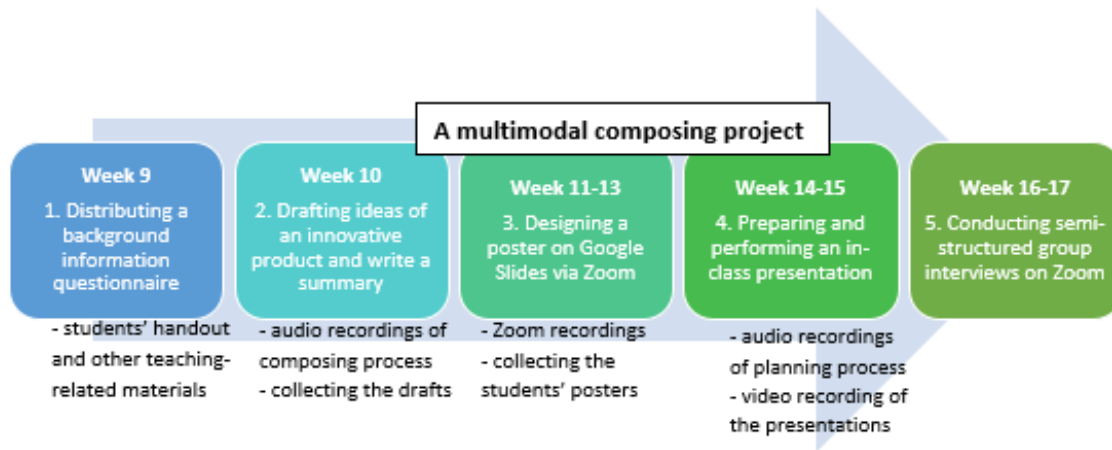 A multimodal composing project
Week 9
1. Distributing a
background
information
questionnaire
- students' handout
and other teaching-
related materials
Week 10
2. Drafting ideas of
an innovative
product and write a
summary
- audio recordings of
composing process
- collecting the drafts
Week 11-13
3. Designing a
poster on Google
Slides via Zoom
- Zoom recordings
- collecting the
students' posters
Week 14-15
4. Preparing and
performing an in-
class presentation
- audio recordings
of planning process
- video recording of
the presentations
Week 16-17
5. Conducting semi-
structured group
interviews on Zoom